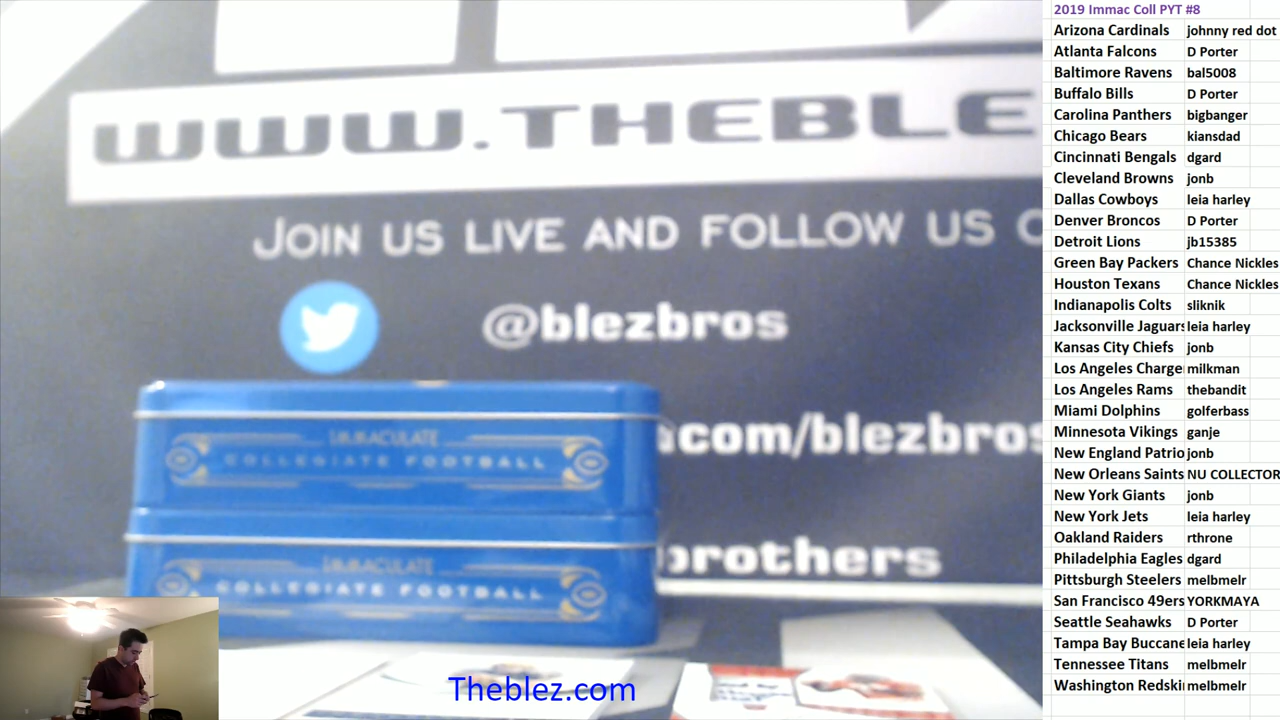 WWW.THEBLE
JOIN US LIVE AND FOLLOW US O
@blezbros
.com/blezbros
brothers
IMMACULATE
COLLEGIATE FOOTBALL
IMMACULATE
COLLEGIATE FOOTBALL
Theblez.com
2019 Immac Coll PYT #8
Arizona Cardinals johnny red dot
Atlanta Falcons D Porter
Baltimore Ravens bal5008
Buffalo Bills D Porter
Carolina Panthers bigbanger
Chicago Bears kiansdad
Cincinnati Bengals dgard
Cleveland Browns jonb
Dallas Cowboys leia harley
Denver Broncos D Porter
Detroit Lions jb15385
Green Bay Packers Chance Nickles
Houston Texans Chance Nickles
Indianapolis Colts sliknik
Jacksonville Jaguars leia harley
Kansas City Chiefs jonb
Los Angeles Charge milkman
Los Angeles Rams thebandit
Miami Dolphins golferbass
Minnesota Vikings ganje
New England Patrio jonb
New Orleans Saints NU COLLECTOR
New York Giants jonb
New York Jets leia harley
Oakland Raiders rthrone
Philadelphia Eagles dgard
Pittsburgh Steelers melbmelr
San Francisco 49ers YORKMAYA
Seattle Seahawks D Porter
Tampa Bay Buccane leia harley
Tennessee Titans melbmelr
Washington Redski melbmelr